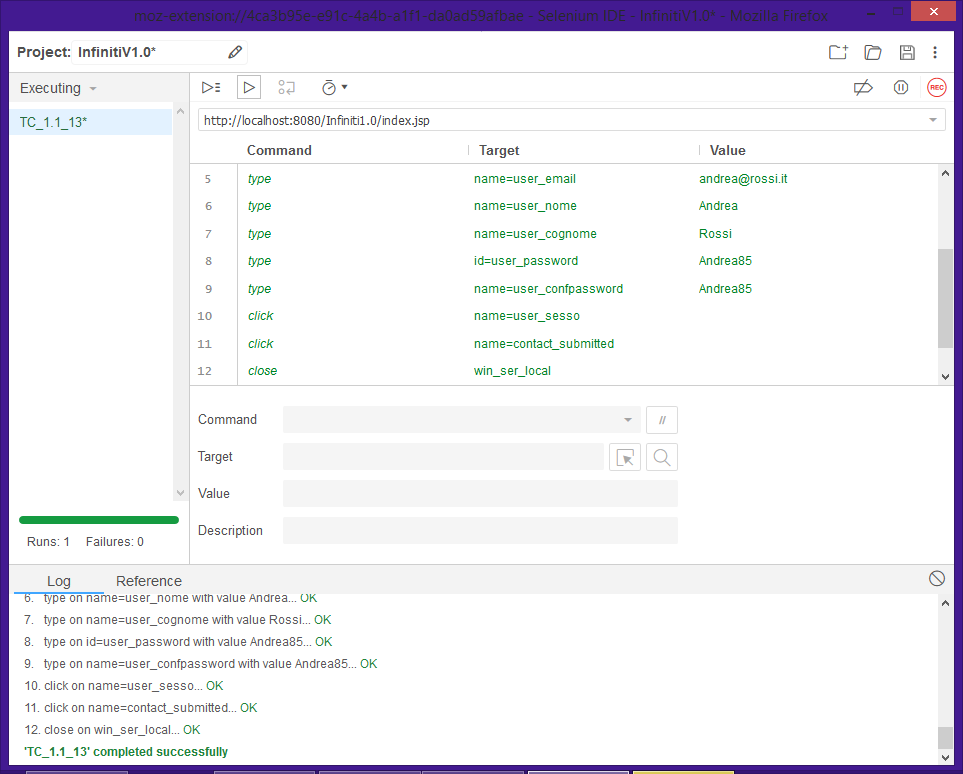 moz-extension://4ca3b95e-e91c-4a4b-a1f1-da0ad59afbae - Selenium IDE - InfinitiV1.0* - Mozilla Firefox
Project: InfinitiV1.0*
Executing
TC_1.1_13*
REC
http://localhost:8080/Infiniti1.0/index.jsp
Command Target Value
5 type name=user_email andrea@rossi.it
6 type name=user_nome Andrea
7 type name=user_cognome Rossi
8 type id=user_password Andrea85
9 type name=user_confpassword Andrea85
10 click name=user_sesso
11 click name=contact_submitted
12 close win_ser_local
Command //
Target
Value
Description
Runs: 1 Failures: 0
Log Reference
6. type on name=user_nome with value Andrea... OK
7. type on name=user_cognome with value Rossi... OK
8. type on id=user_password with value Andrea85... OK
9. type on name=user_confpassword with value Andrea85... OK
10. click on name=user_sesso... OK
11. click on name=contact_submitted... OK
12. close on win_ser_local... OK
'TC_1.1_13' completed successfully